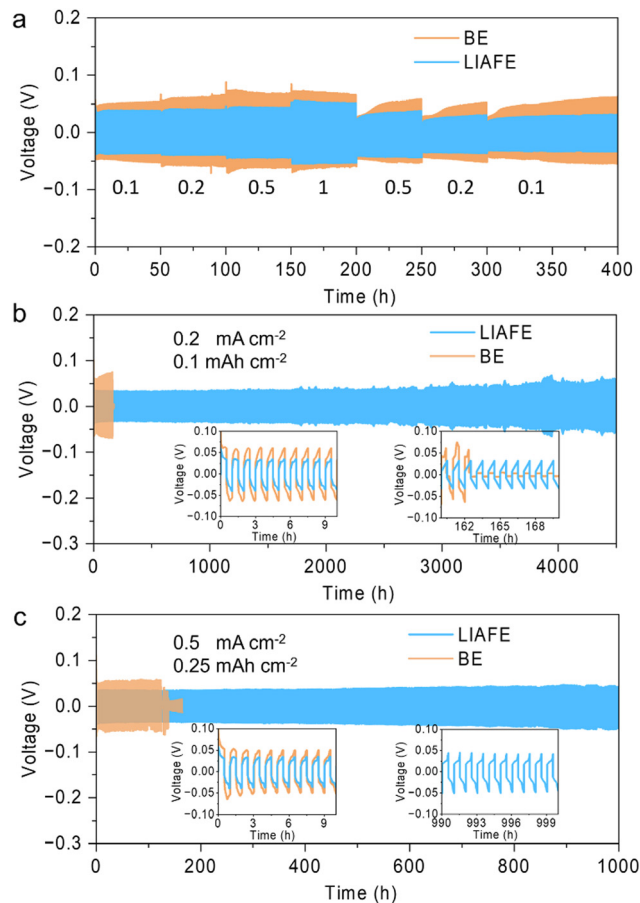 a
BE
LIAFE
Voltage (V)
0.2
0.1
0.0
−0.1
−0.2
0.1 0.2 0.5 1 0.5 0.2 0.1
0 50 100 150 200 250 300 350 400
Time (h)
b
0.2 mA cm⁻²
0.1 mAh cm⁻²
LIAFE
BE
Voltage (V)
0.2
0.1
0.0
−0.1
−0.2
−0.3
Voltage (V)
0.10
0.05
0.00
−0.05
−0.10
0 3 6 9
Time (h)
Voltage (V)
0.10
0.05
0.00
−0.05
−0.10
162 165 168
Time (h)
0 1000 2000 3000 4000
Time (h)
c
0.5 mA cm⁻²
0.25 mAh cm⁻²
LIAFE
BE
Voltage (V)
0.2
0.1
0.0
−0.1
−0.2
−0.3
Voltage (V)
0.10
0.05
0.00
−0.05
−0.10
0 3 6 9
Time (h)
Voltage (V)
0.10
0.05
0.00
−0.05
−0.10
990 993 996 999
Time (h)
0 200 400 600 800 1000
Time (h)